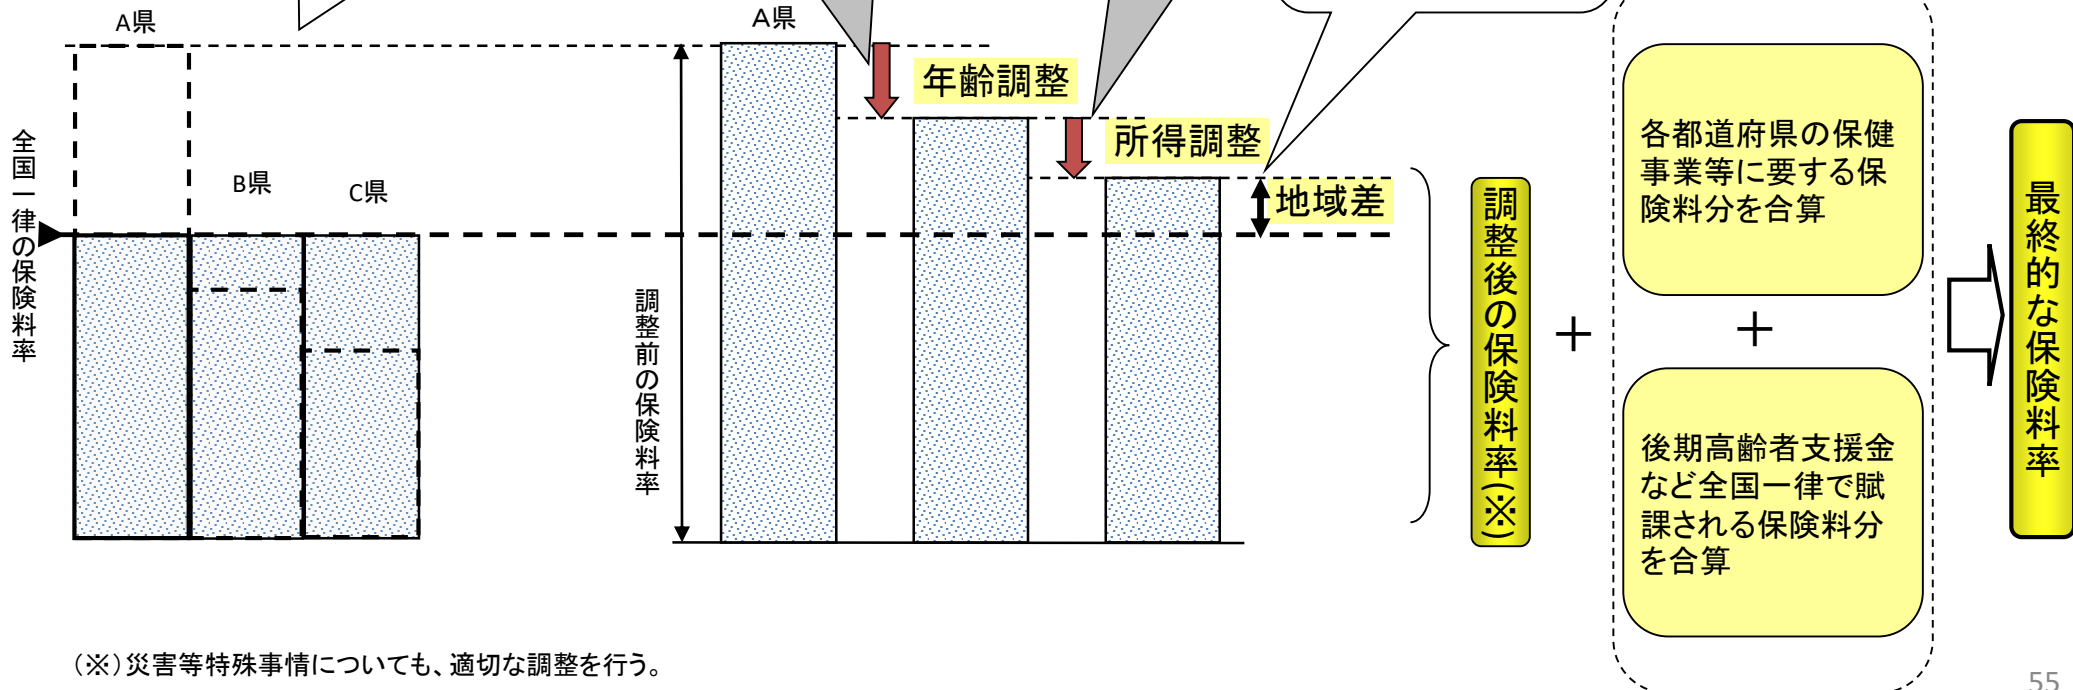 A県
B県
C県
全国一律の保険料率
A県
調整前の保険料率
年齢調整
所得調整
地域差
調整後の保険料率(※)
＋
各都道府県の保健
事業等に要する保
険料分を合算
＋
後期高齢者支援金
など全国一律で賦
課される保険料分
を合算
最終的な保険料率
(※)災害等特殊事情についても、適切な調整を行う。
55